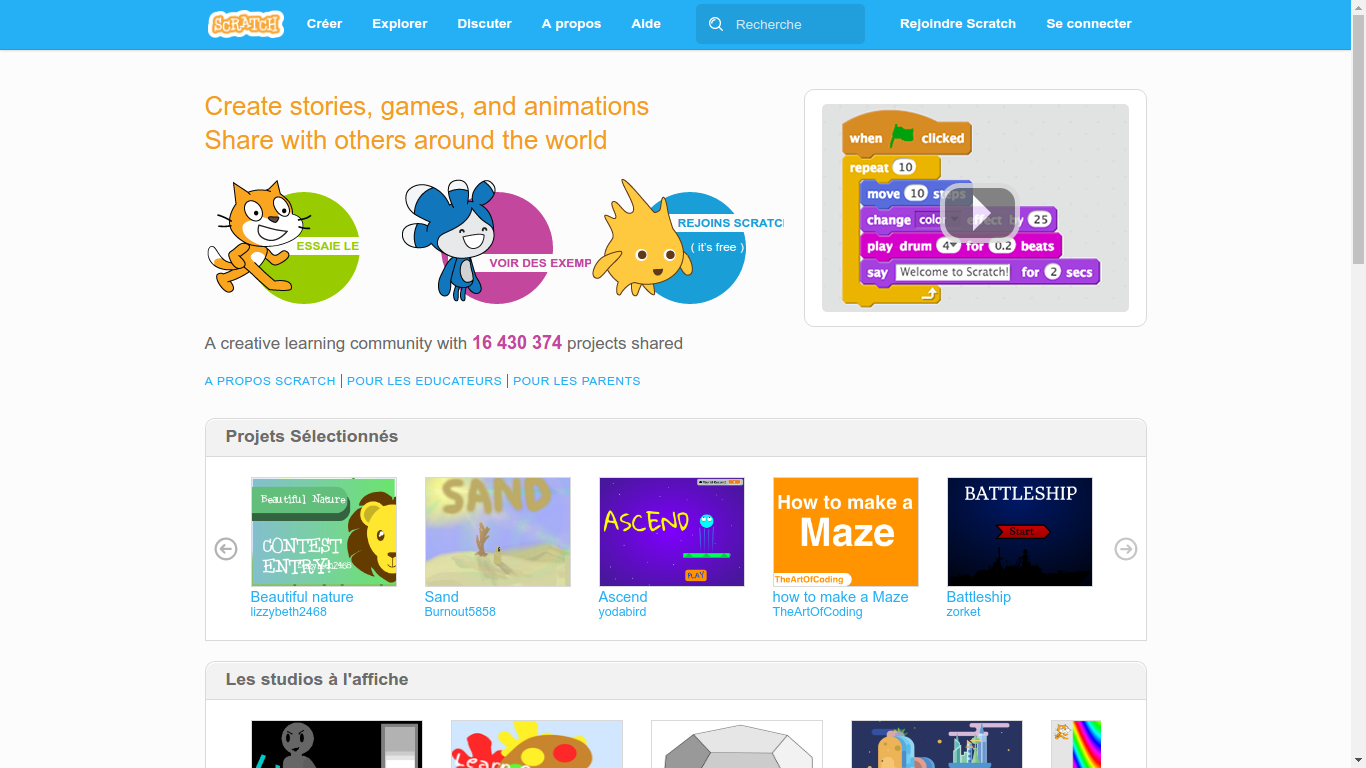 SCRATCH
Créer
Explorer
Discuter
A propos
Aide
Recherche
Rejoindre Scratch
Se connecter
Create stories, games, and animations
Share with others around the world
ESSAIE LE
VOIR DES EXEMP
REJOINS SCRATC
( it's free )
when clicked
repeat 10
move 10 steps
change color effect by 25
play drum 4 for 0.2 beats
say Welcome to Scratch! for 2 secs
A creative learning community with 16 430 374 projects shared
A PROPOS SCRATCH | POUR LES EDUCATEURS | POUR LES PARENTS
Projets Sélectionnés
Beautiful Nature
CONTEST
ENTRY!
SAND
ASCEND
PLAY
How to make a
Maze
TheArtOfCoding
BATTLESHIP
Start
Beautiful nature
lizzybeth2468
Sand
Burnout5858
Ascend
yodabird
how to make a Maze
TheArtOfCoding
Battleship
zorket
Les studios à l'affiche
Learn